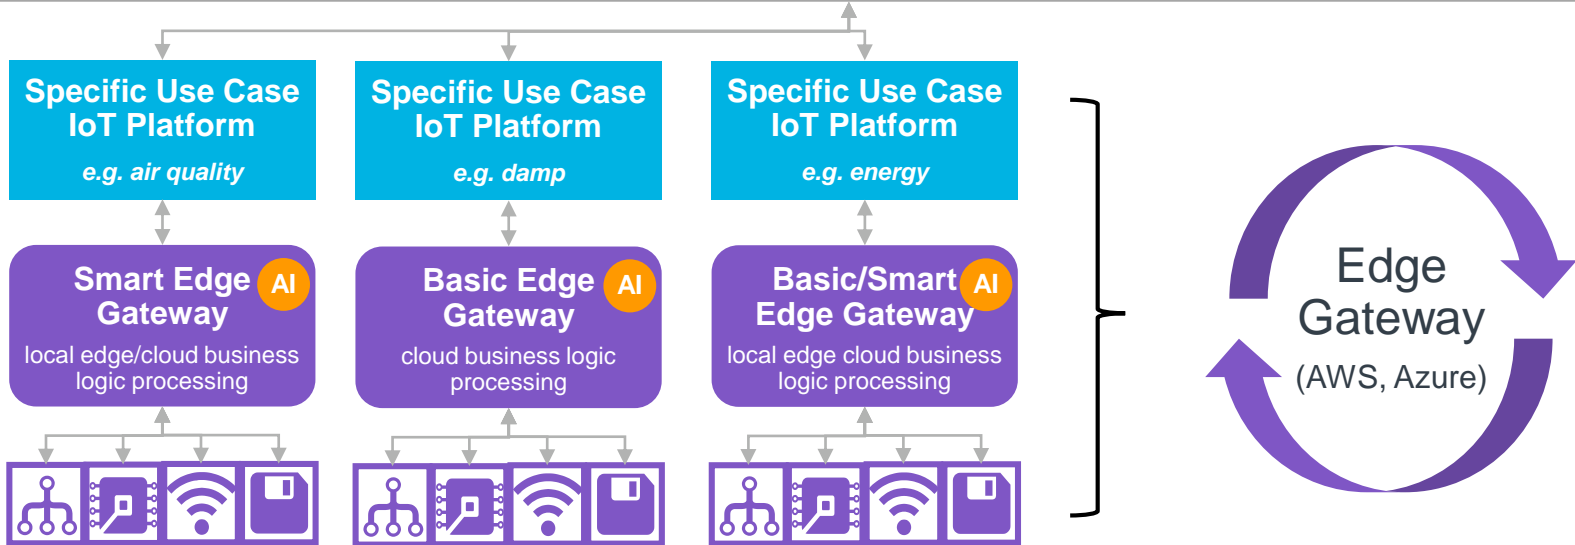 Specific Use Case
IoT Platform
e.g. air quality
Specific Use Case
IoT Platform
e.g. damp
Specific Use Case
IoT Platform
e.g. energy
Smart Edge
Gateway
AI
local edge/cloud business
logic processing
Basic Edge
Gateway
AI
cloud business logic
processing
Basic/Smart
Edge Gateway
AI
local edge cloud business
logic processing
Edge
Gateway
(AWS, Azure)